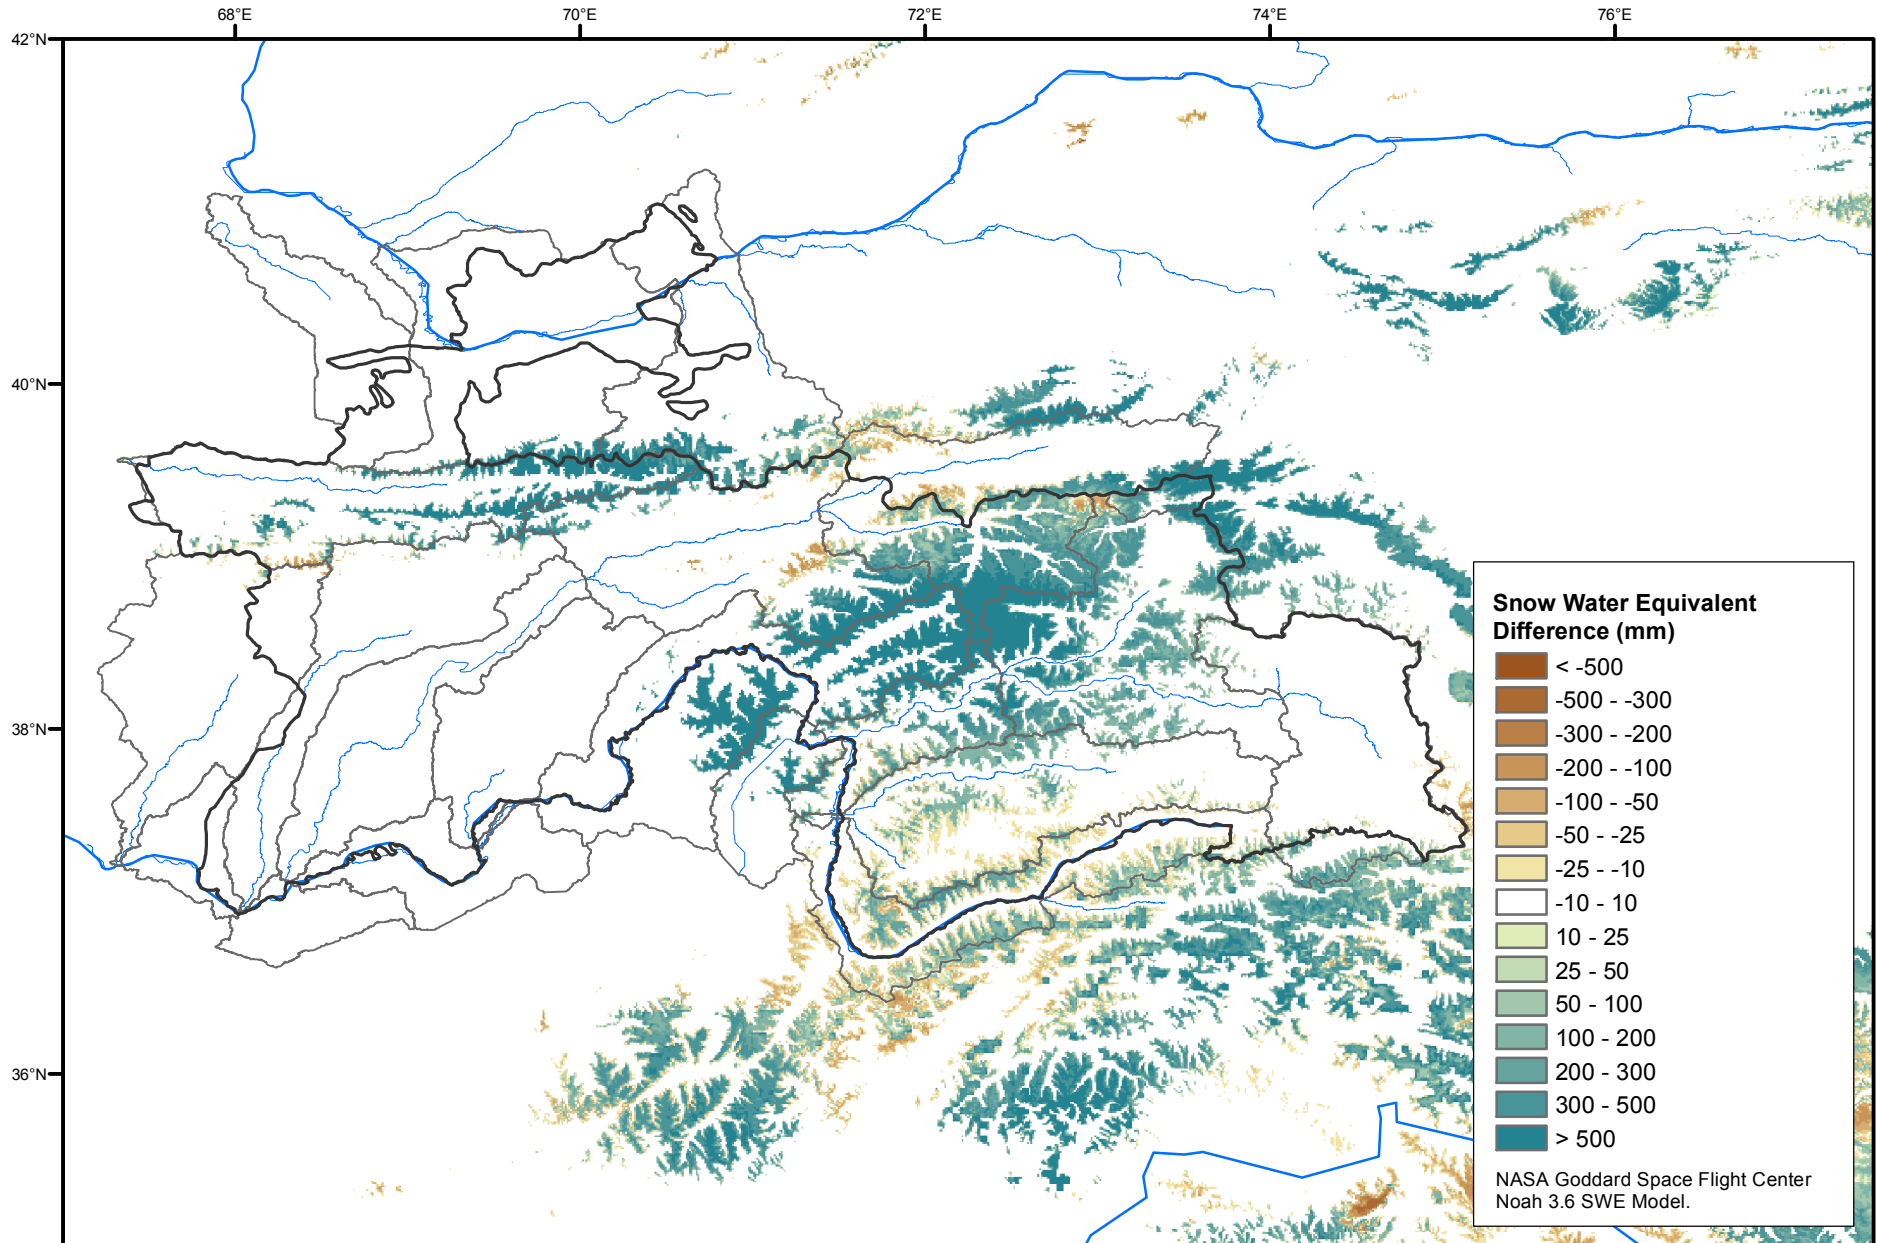 68°E
70°E
72°E
74°E
76°E
42°N
40°N
38°N
36°N
Snow Water Equivalent
Difference (mm)
< -500
-500 - -300
-300 - -200
-200 - -100
-100 - -50
-50 - -25
-25 - -10
-10 - 10
10 - 25
25 - 50
50 - 100
100 - 200
200 - 300
300 - 500
> 500
NASA Goddard Space Flight Center
Noah 3.6 SWE Model.